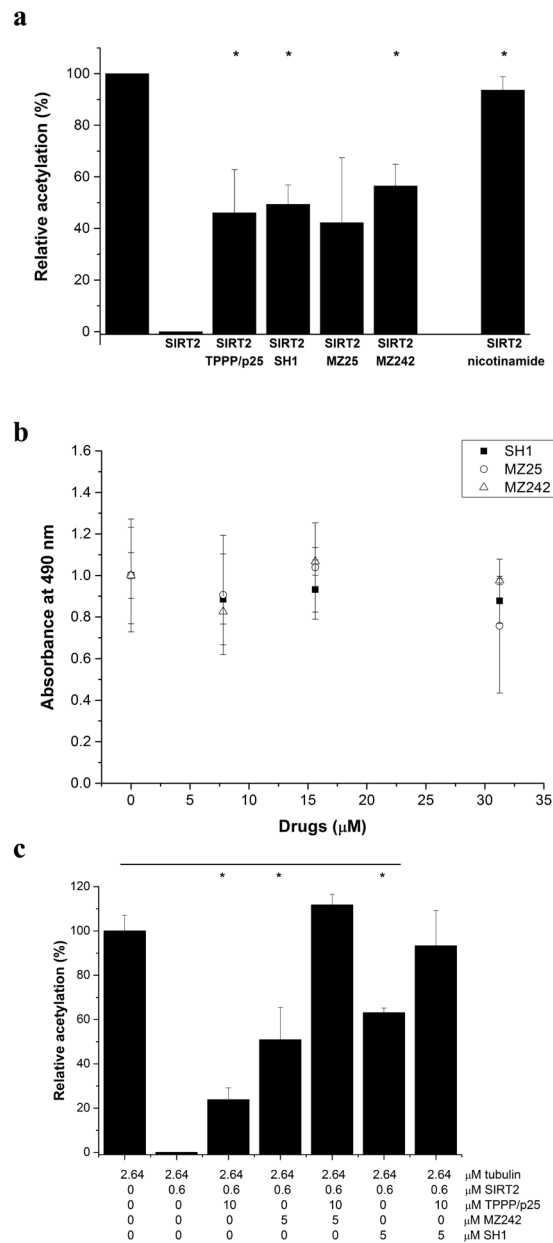 a
* * * *
Relative acetylation (%)
100
80
60
40
20
0
SIRT2 SIRT2 SIRT2 SIRT2 SIRT2 SIRT2
TPPP/p25 SH1 MZ25 MZ242 nicotinamide
b
SH1
MZ25
MZ242
Absorbance at 490 nm
1.6
1.4
1.2
1.0
0.8
0.6
0.4
0.2
0.0
0 5 10 15 20 25 30 35
Drugs (μM)
c
* * *
Relative acetylation (%)
120
100
80
60
40
20
0
2.64 2.64 2.64 2.64 2.64 2.64 2.64 μM tubulin
0 0.6 0.6 0.6 0.6 0.6 0.6 μM SIRT2
0 0 10 0 10 0 10 μM TPPP/p25
0 0 0 5 5 0 0 μM MZ242
0 0 0 0 0 5 5 μM SH1